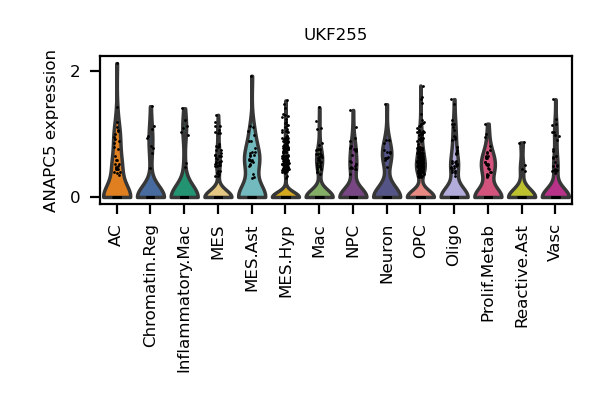 UKF255
ANAPC5 expression
2
0
AC
Chromatin.Reg
Inflammatory.Mac
MES
MES.Ast
MES.Hyp
Mac
NPC
Neuron
OPC
Oligo
Prolif.Metab
Reactive.Ast
Vasc